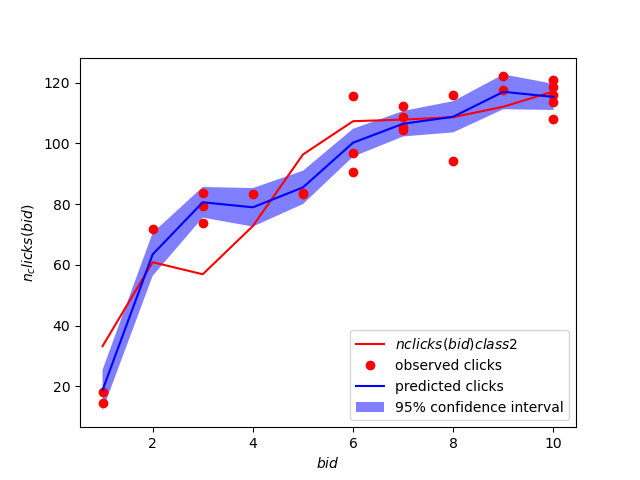 120
100
80
60
40
20
n_clicks(bid)
nclicks(bid)class2
observed clicks
predicted clicks
95% confidence interval
2
4
6
8
10
bid